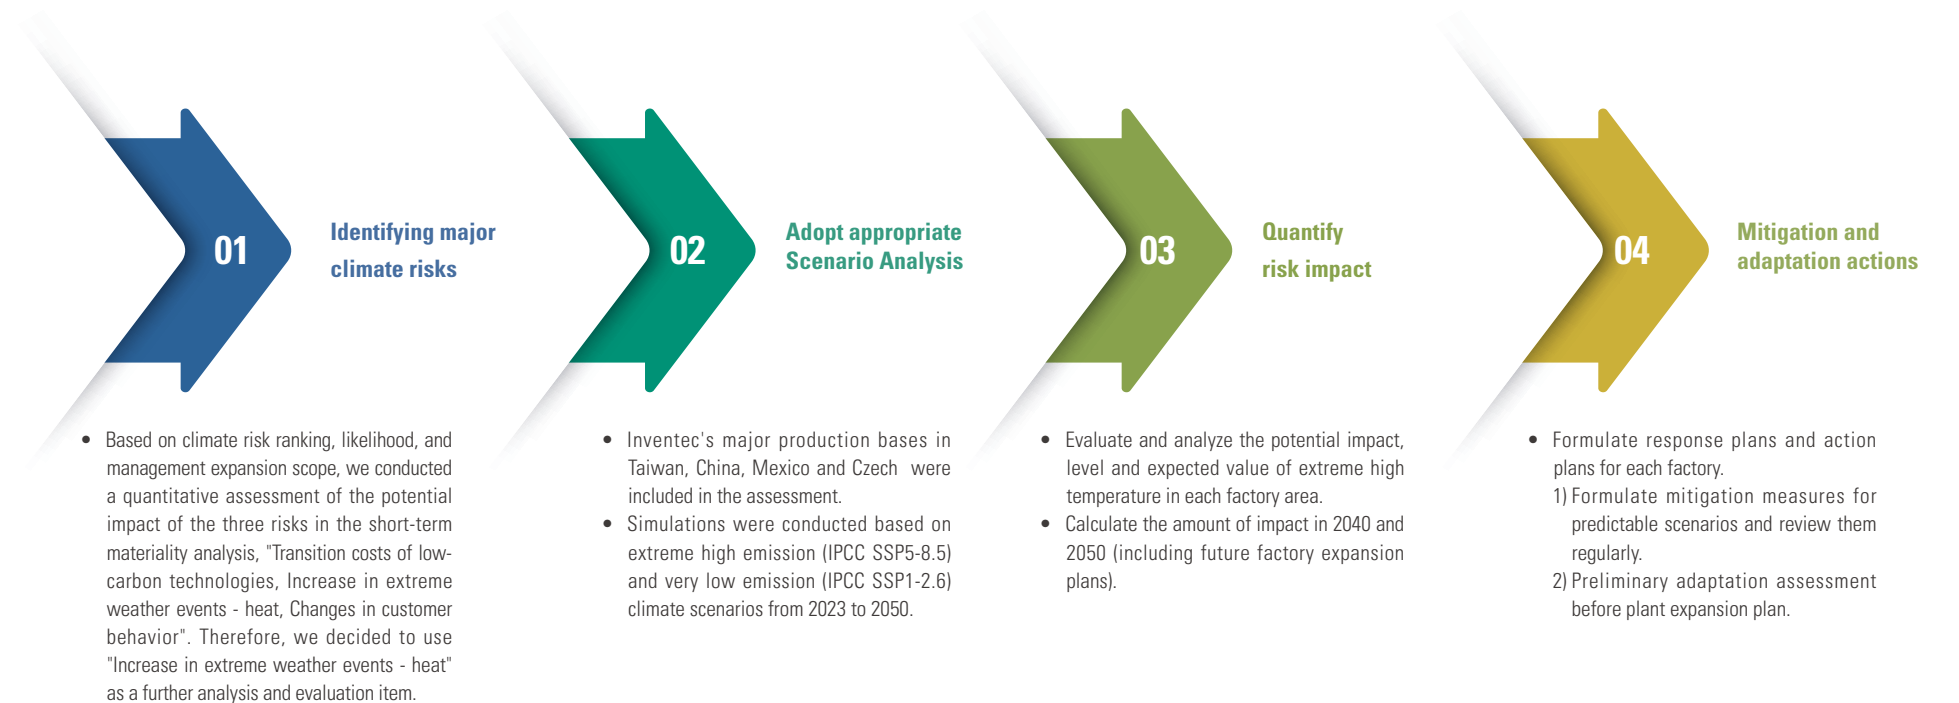 01
Identifying major
climate risks
• Based on climate risk ranking, likelihood, and
management expansion scope, we conducted
a quantitative assessment of the potential
impact of the three risks in the short-term
materiality analysis, "Transition costs of low-
carbon technologies, Increase in extreme
weather events - heat, Changes in customer
behavior". Therefore, we decided to use
"Increase in extreme weather events - heat"
as a further analysis and evaluation item.
02
Adopt appropriate
Scenario Analysis
• Inventec's major production bases in
Taiwan, China, Mexico and Czech were
included in the assessment.
• Simulations were conducted based on
extreme high emission (IPCC SSP5-8.5)
and very low emission (IPCC SSP1-2.6)
climate scenarios from 2023 to 2050.
03
Quantify
risk impact
• Evaluate and analyze the potential impact,
level and expected value of extreme high
temperature in each factory area.
• Calculate the amount of impact in 2040 and
2050 (including future factory expansion
plans).
04
Mitigation and
adaptation actions
• Formulate response plans and action
plans for each factory.
1) Formulate mitigation measures for
predictable scenarios and review them
regularly.
2) Preliminary adaptation assessment
before plant expansion plan.